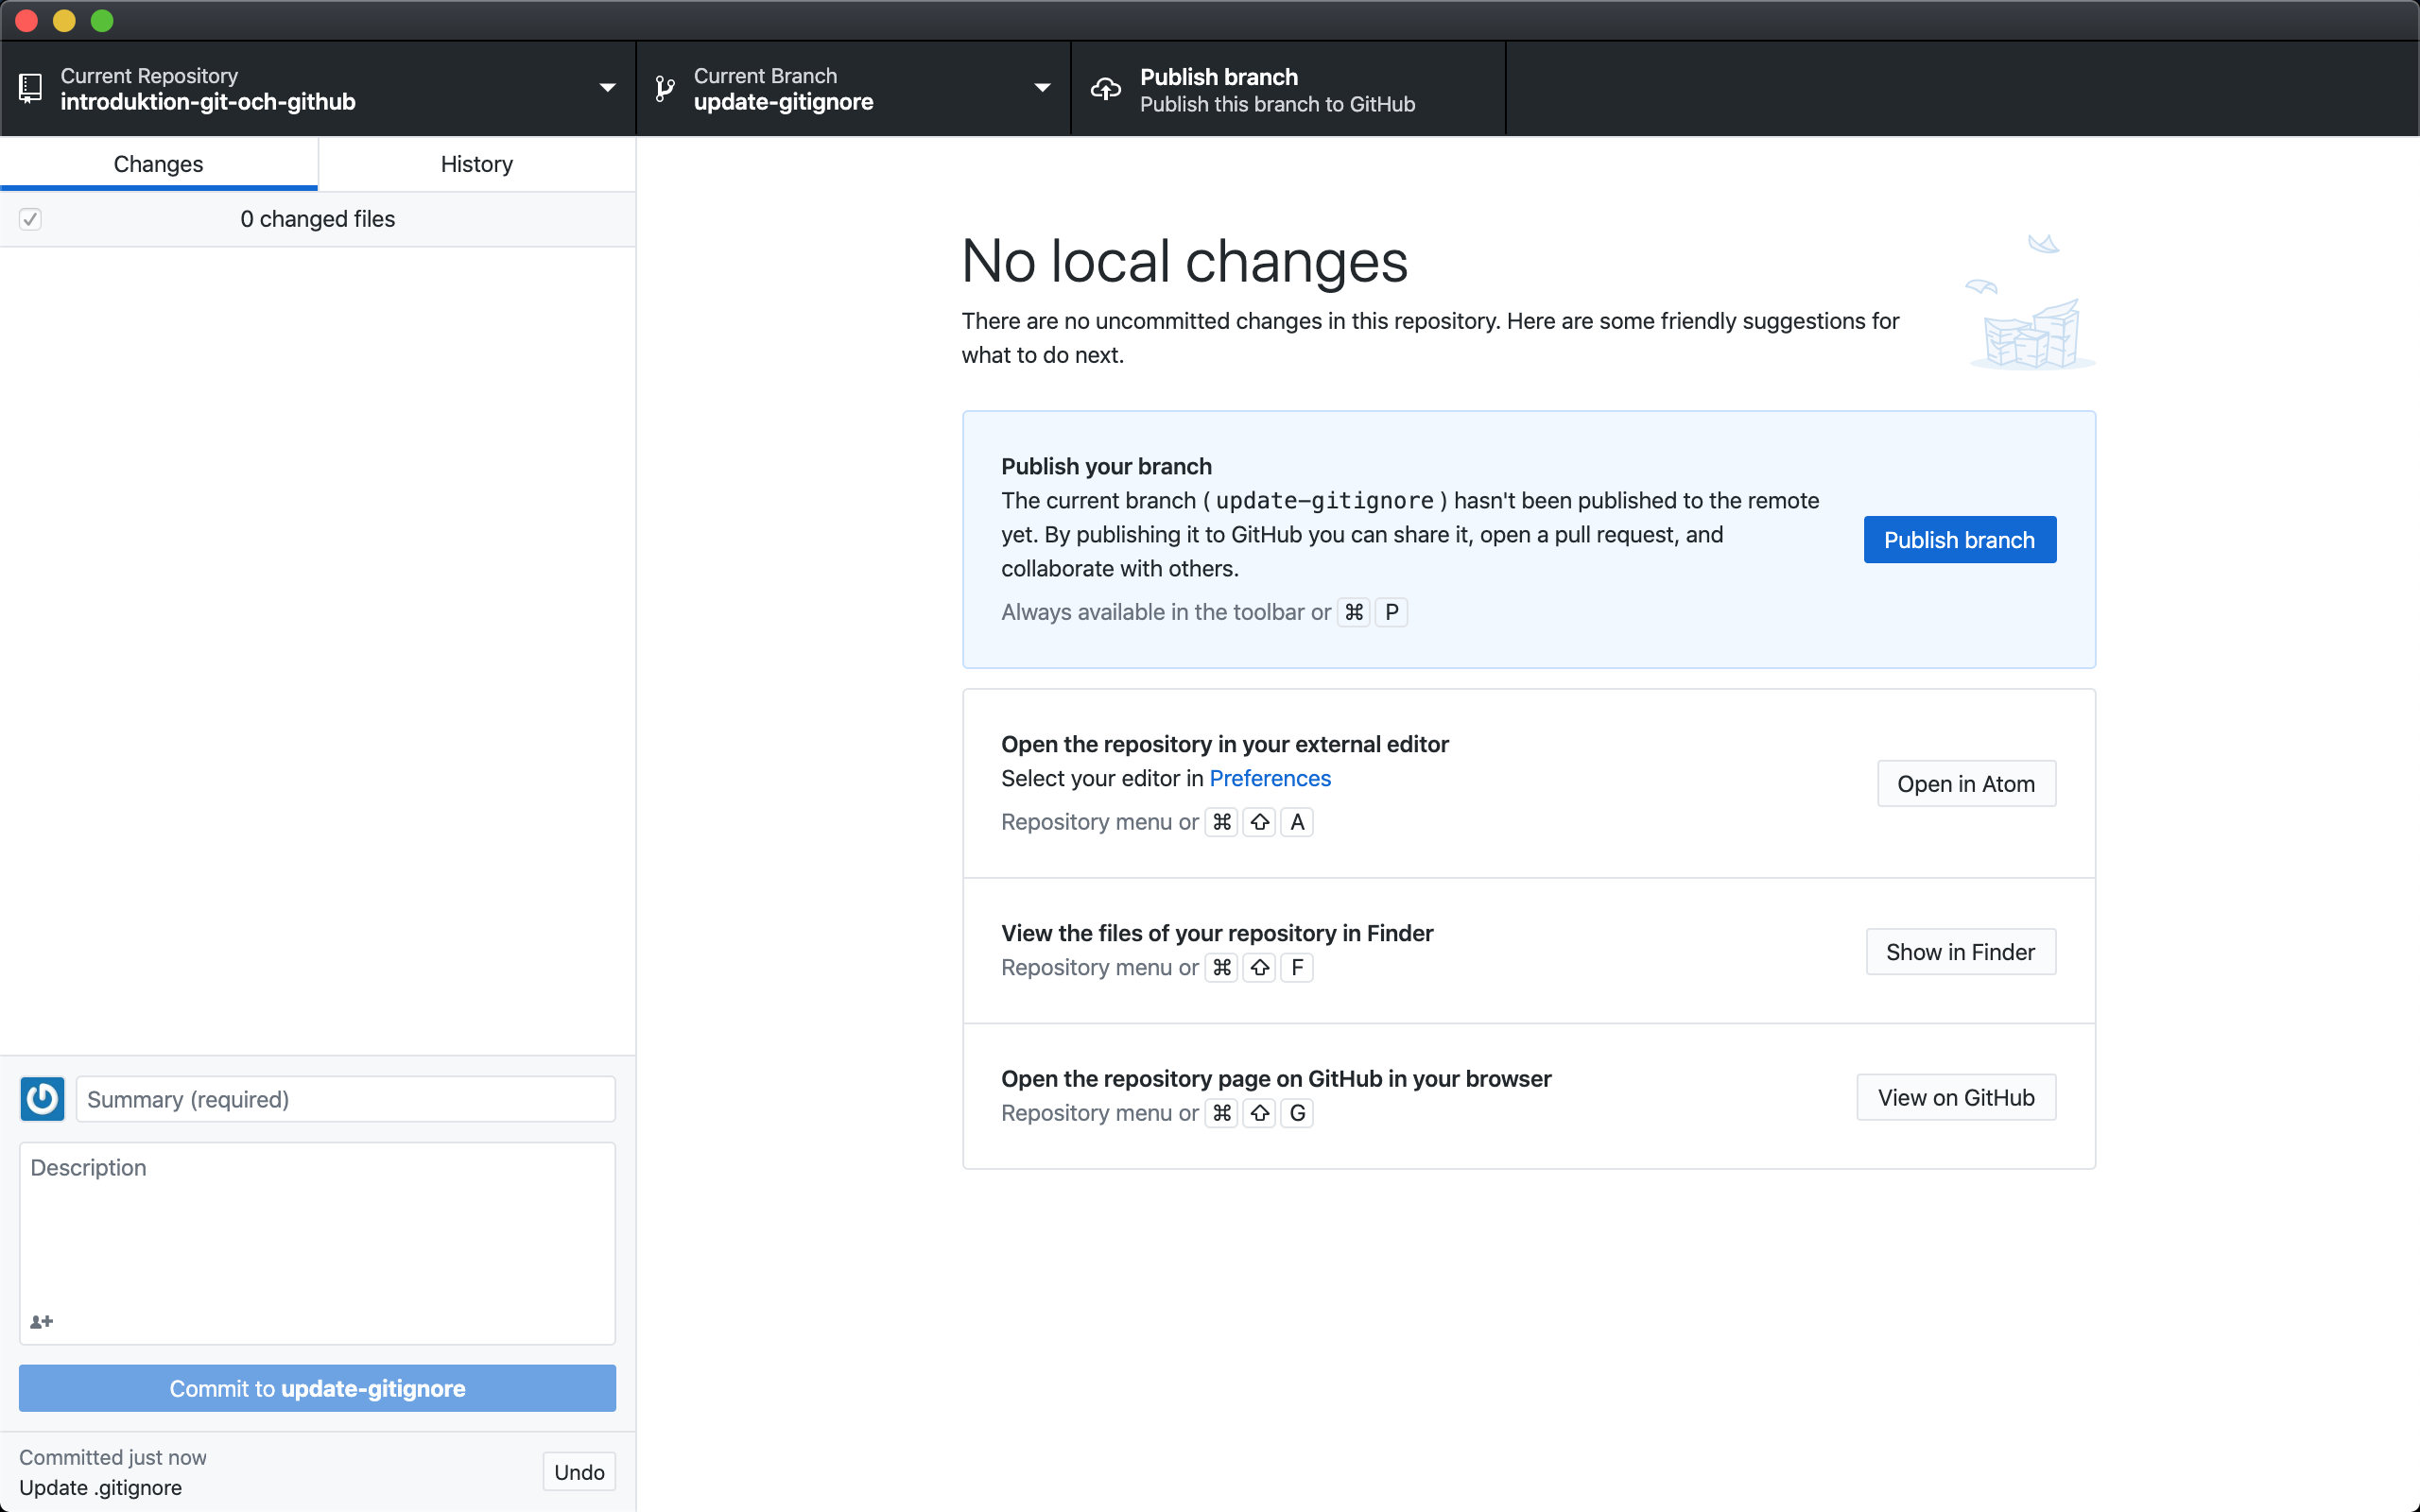 Current Repository
introduktion-git-och-github
Current Branch
update-gitignore
Publish branch
Publish this branch to GitHub
Changes
History
0 changed files
No local changes
There are no uncommitted changes in this repository. Here are some friendly suggestions for
what to do next.
Publish your branch
The current branch ( update-gitignore ) hasn't been published to the remote
yet. By publishing it to GitHub you can share it, open a pull request, and
collaborate with others.
Always available in the toolbar or ⌘ P
Publish branch
Open the repository in your external editor
Select your editor in Preferences
Repository menu or ⌘ ⇧ A
Open in Atom
View the files of your repository in Finder
Repository menu or ⌘ ⇧ F
Show in Finder
Open the repository page on GitHub in your browser
Repository menu or ⌘ ⇧ G
View on GitHub
Summary (required)
Description
Commit to update-gitignore
Committed just now
Update .gitignore
Undo